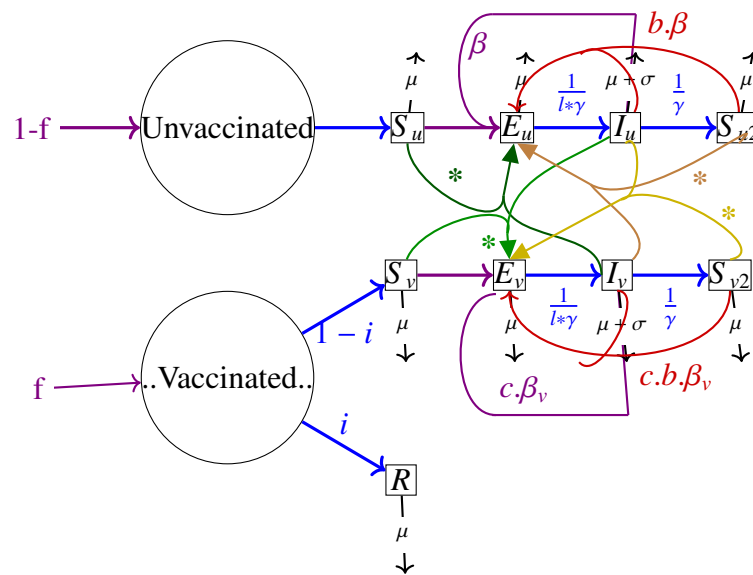 β b.β
μ μ μ + σ μ
1/(l*γ) 1/γ
1-f Unvaccinated S_u E_u I_u S_u2
* * *
*
S_v E_v I_v S_v2
1/(l*γ) 1/γ
1 − i μ μ μ + σ μ
f ..Vaccinated.. c.β_v c.b.β_v
i
R
μ